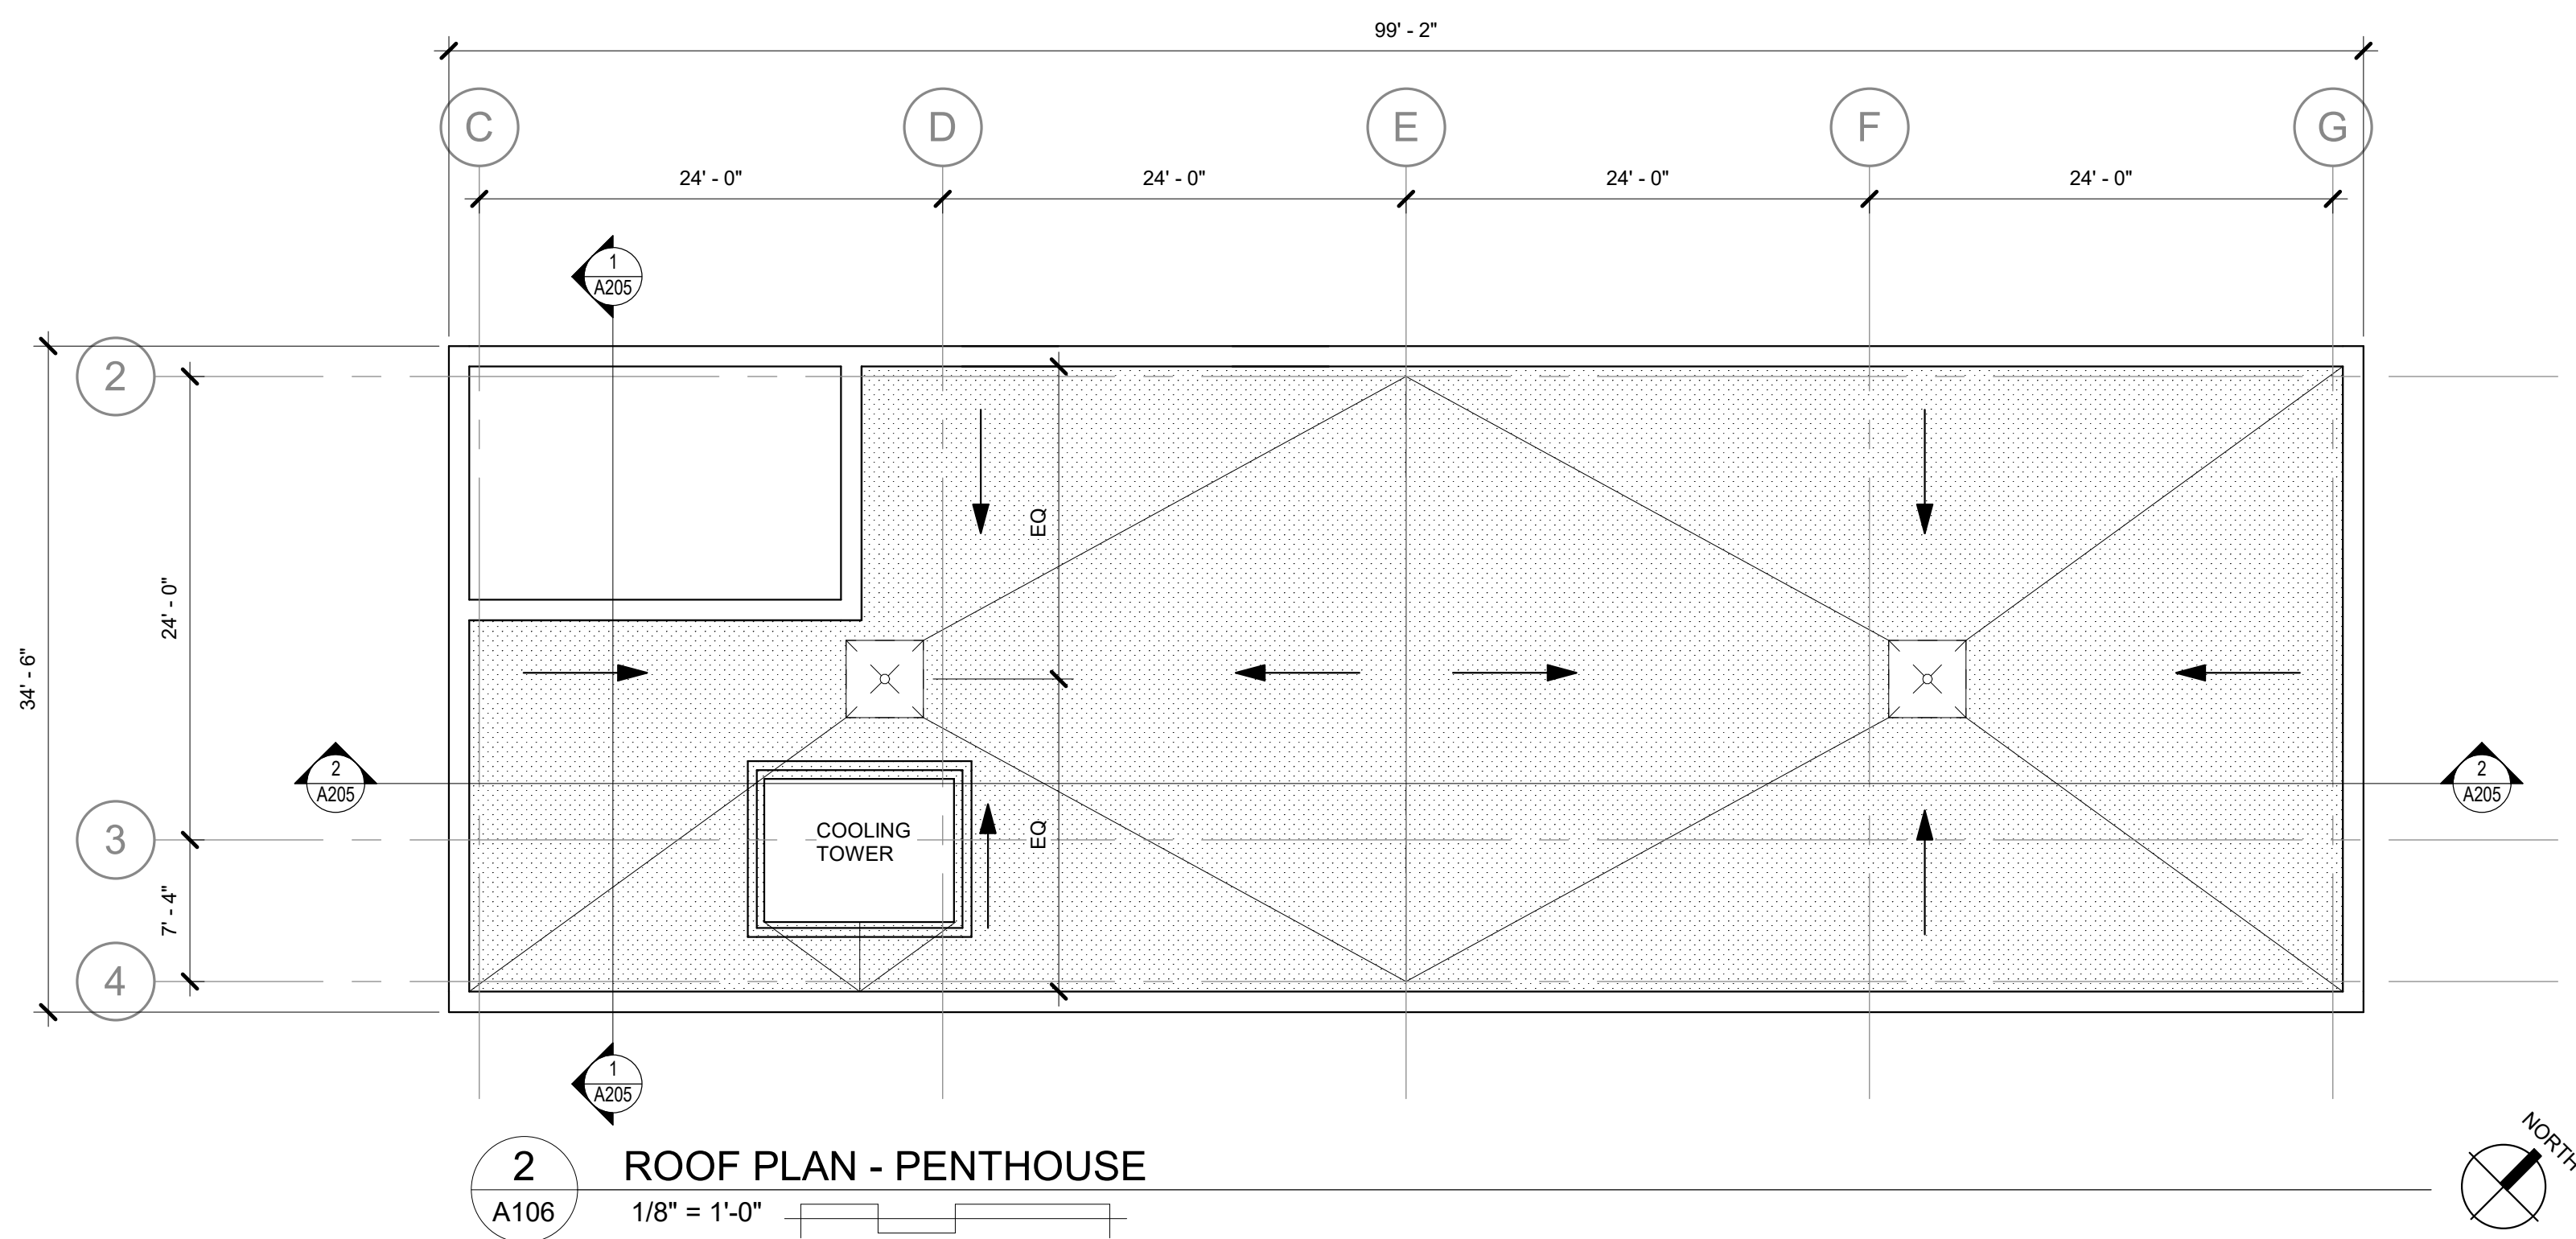 99' - 2"
C
D
E
F
G
24' - 0"
24' - 0"
24' - 0"
24' - 0"
1
A205
2
EQ
24' - 0"
34' - 6"
2
A205
2
A205
3
COOLING
TOWER
EQ
7' - 4"
4
1
A205
2
A106
ROOF PLAN - PENTHOUSE
1/8" = 1'-0"
NORTH